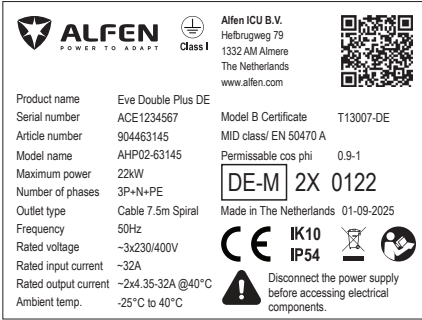 ALFEN
POWER TO ADAPT
Class I
Alfen ICU B.V.
Hefbrugweg 79
1332 AM Almere
The Netherlands
www.alfen.com
Product name Eve Double Plus DE
Serial number ACE1234567
Article number 904463145
Model name AHP02-63145
Maximum power 22kW
Number of phases 3P+N+PE
Outlet type Cable 7.5m Spiral
Frequency 50Hz
Rated voltage ~3x230/400V
Rated input current ~32A
Rated output current ~2x4.35-32A @40°C
Ambient temp. -25°C to 40°C
Model B Certificate T13007-DE
MID class/ EN 50470 A
Permissable cos phi 0.9-1
DE-M 2X 0122
Made in The Netherlands 01-09-2025
CE IK10
IP54
Disconnect the power supply
before accessing electrical
components.